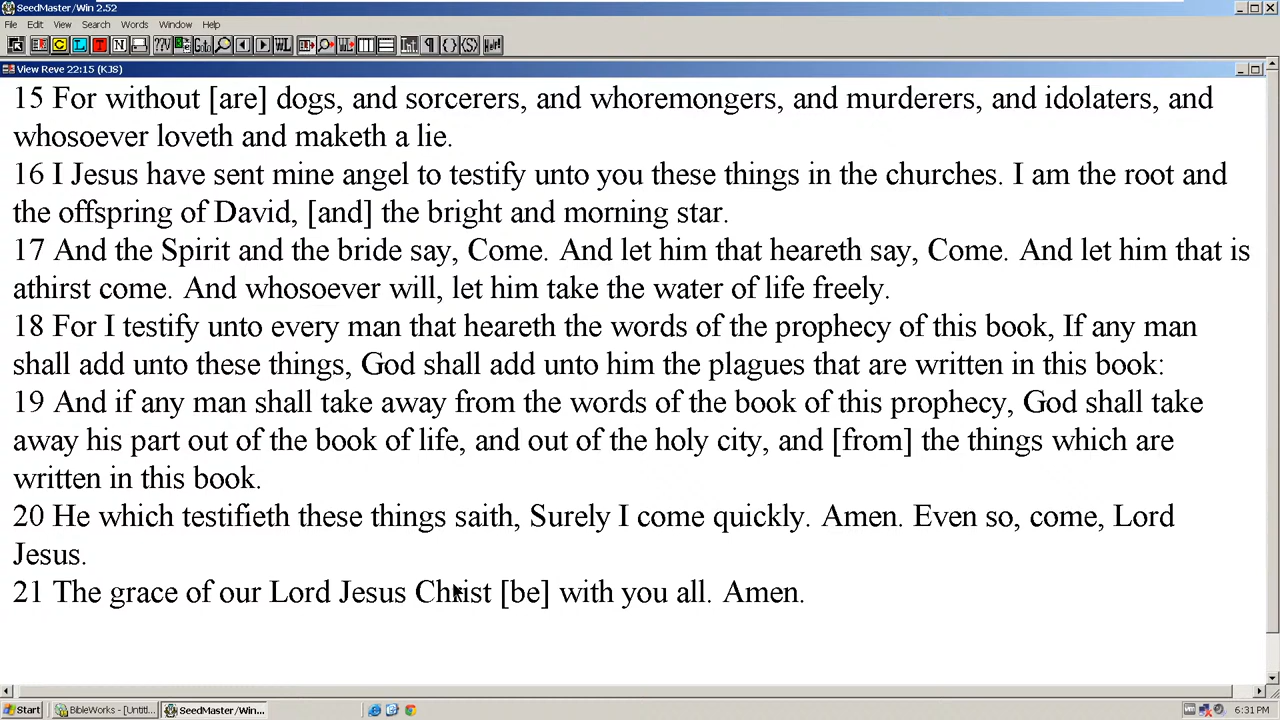 SeedMaster/Win 2.52
File Edit View Search Words Window Help
View Reve 22:15 (KJS)
15 For without [are] dogs, and sorcerers, and whoremongers, and murderers, and idolaters, and
whosoever loveth and maketh a lie.
16 I Jesus have sent mine angel to testify unto you these things in the churches. I am the root and
the offspring of David, [and] the bright and morning star.
17 And the Spirit and the bride say, Come. And let him that heareth say, Come. And let him that is
athirst come. And whosoever will, let him take the water of life freely.
18 For I testify unto every man that heareth the words of the prophecy of this book, If any man
shall add unto these things, God shall add unto him the plagues that are written in this book:
19 And if any man shall take away from the words of the book of this prophecy, God shall take
away his part out of the book of life, and out of the holy city, and [from] the things which are
written in this book.
20 He which testifieth these things saith, Surely I come quickly. Amen. Even so, come, Lord
Jesus.
21 The grace of our Lord Jesus Christ [be] with you all. Amen.
Start BibleWorks - [Untitl... SeedMaster/Win... 6:31 PM